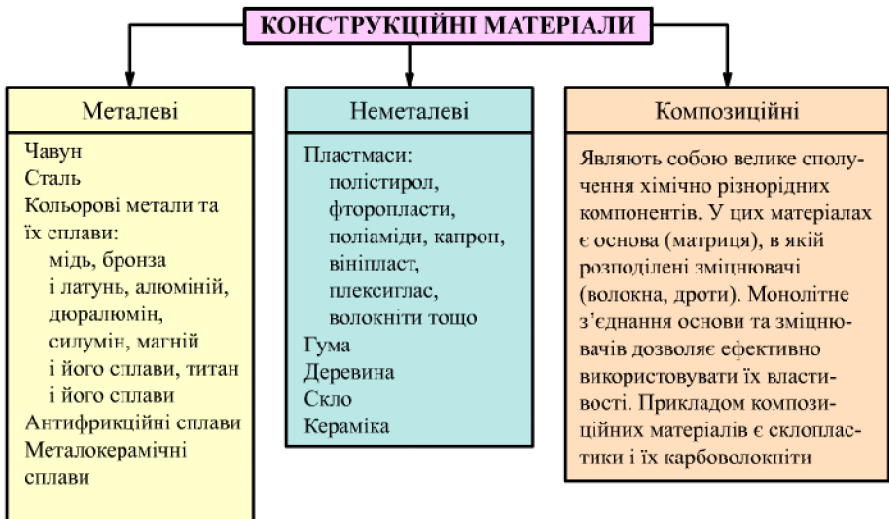 КОНСТРУКЦІЙНІ МАТЕРІАЛИ
Металеві
Чавун
Сталь
Кольорові метали та
їх сплави:
мідь, бронза
і латунь, алюміній,
дюралюмін,
силумін, магній
і його сплави, титан
і його сплави
Антифрикційні сплави
Металокерамічні
сплави
Неметалеві
Пластмаси:
полістирол,
фторопласти,
поліаміди, капроп,
вініпласт,
плексиглас,
волокніти тощо
Гума
Деревина
Скло
Кераміка
Композиційні
Являють собою велике сполу-
чення хімічно різнорідних
компонентів. У цих матеріалах
є основа (матриця), в якій
розподілені зміцнювачі
(волокна, дроти). Монолітне
з’єднання основи та зміцню-
вачів дозволяє ефективно
використовувати їх власти-
вості. Прикладом компози-
ційних матеріалів є склоплас-
тики і їх карбоволокпіти